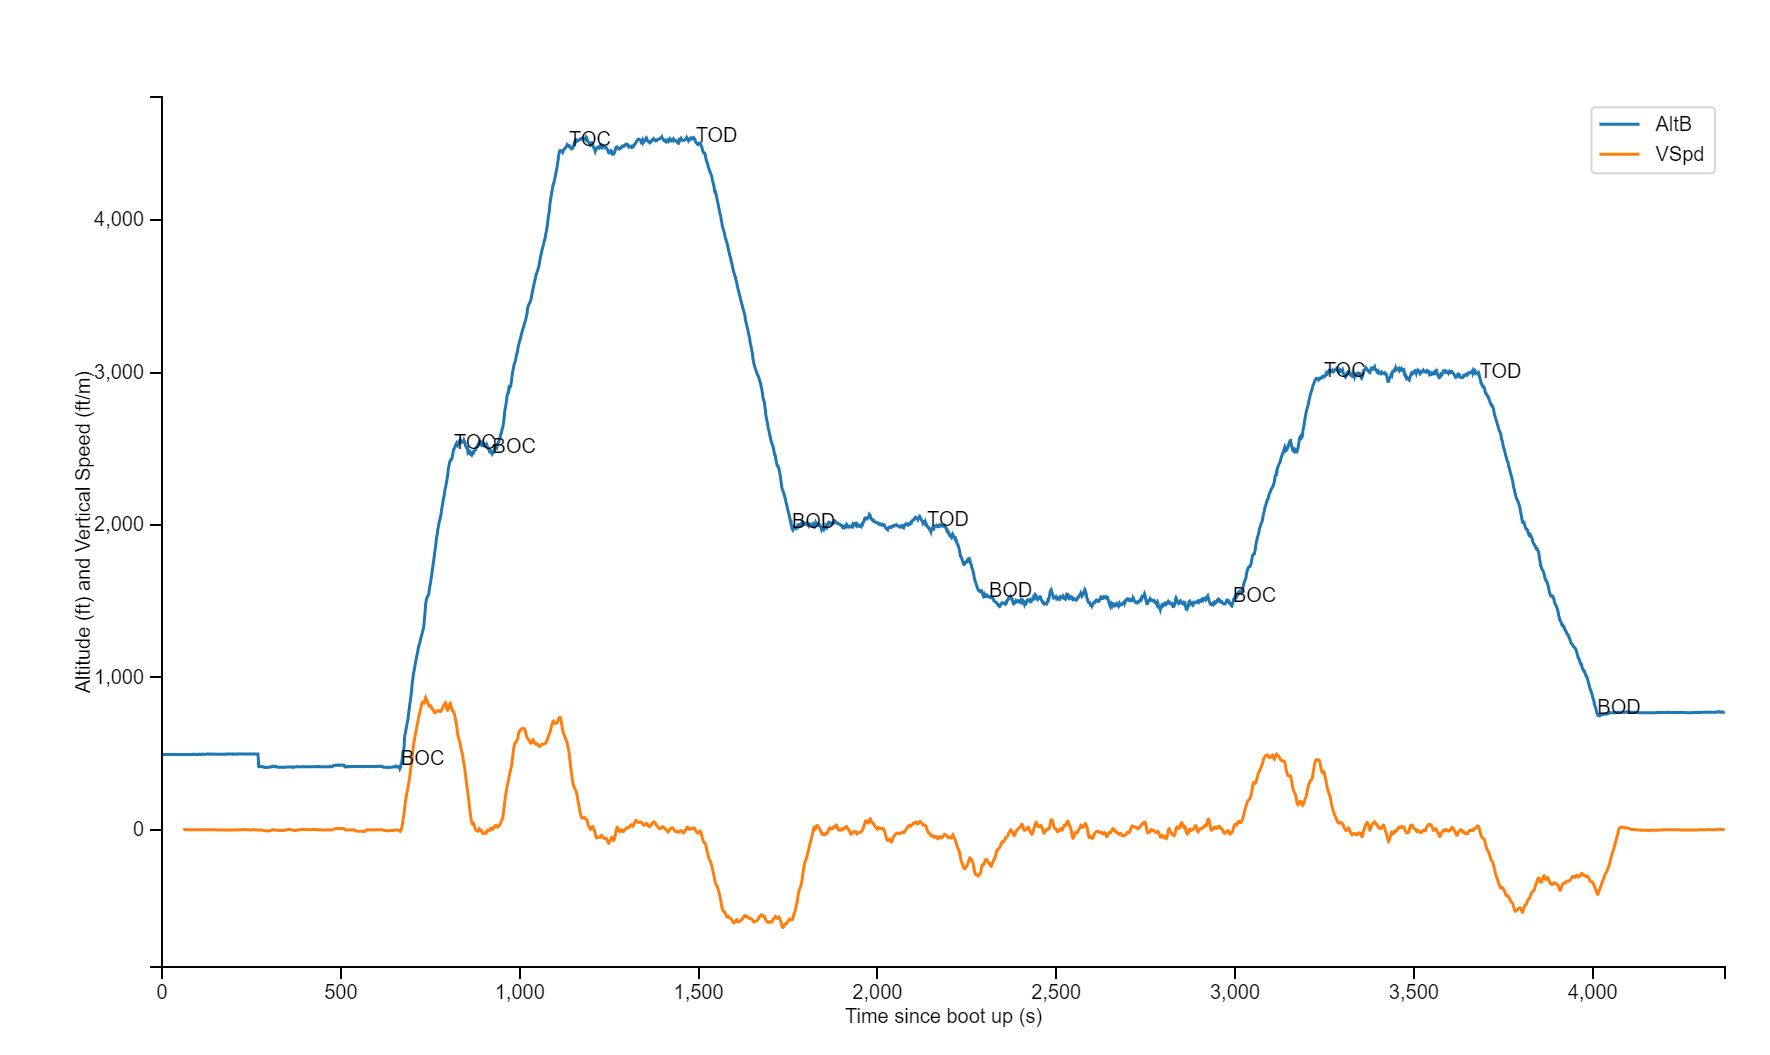 AltB
VSpd
TOC
TOD
4,000
Altitude (ft) and Vertical Speed (ft/m)
3,000
TOC
TOD
TOC
BOC
2,000
BOD
TOD
BOD
BOC
1,000
BOD
BOC
0
0
500
1,000
1,500
2,000
2,500
3,000
3,500
4,000
Time since boot up (s)